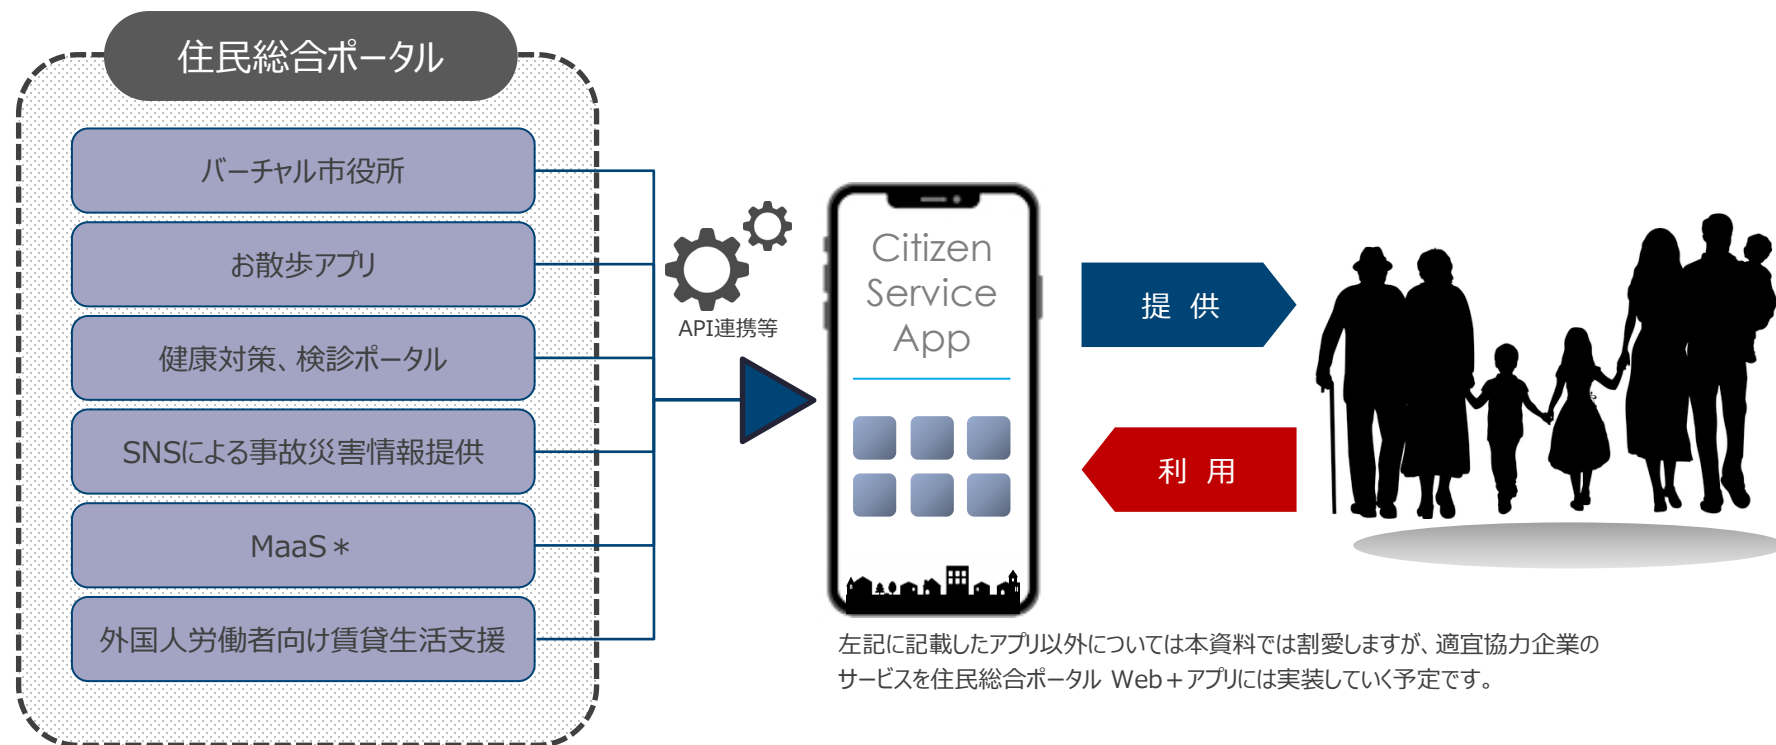 住民総合ポータル
バーチャル市役所
お散歩アプリ
健康対策、検診ポータル
SNSによる事故災害情報提供
MaaS＊
外国人労働者向け賃貸生活支援
API連携等
Citizen
Service
App
提 供
利 用
左記に記載したアプリ以外については本資料では割愛しますが、適宜協力企業の
サービスを住民総合ポータル Web＋アプリには実装していく予定です。